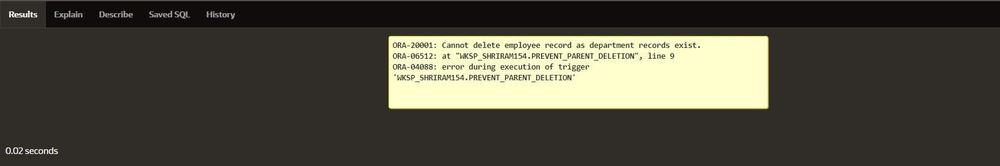 Results Explain Describe Saved SQL History
ORA-20001: Cannot delete employee record as department records exist.
ORA-06512: at "WKSP_SHRIRAM154.PREVENT_PARENT_DELETION", line 9
ORA-04088: error during execution of trigger
'WKSP_SHRIRAM154.PREVENT_PARENT_DELETION'
0.02 seconds